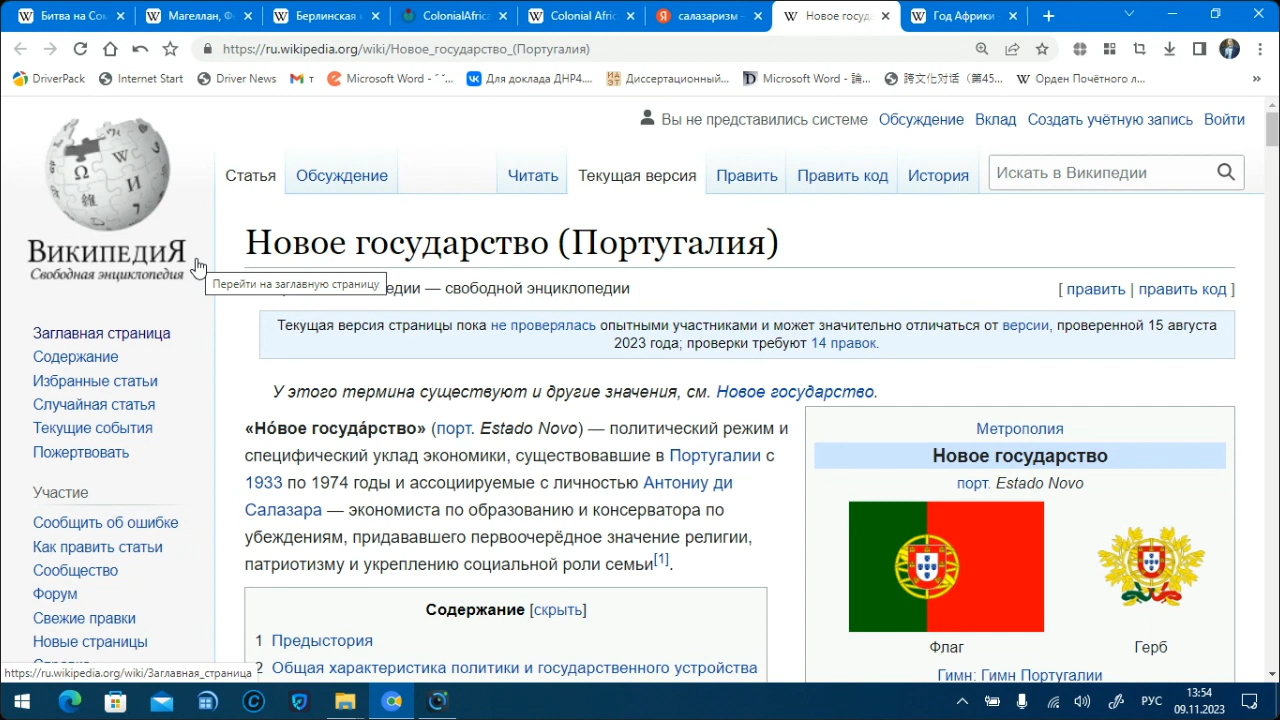 Битва на Сом
Магеллан, Ф
Берлинская к
ColonialAfrica
Colonial Afric
салазаризм –
Новое госуда
Год Африки -
https://ru.wikipedia.org/wiki/Новое_государство_(Португалия)
DriverPack
Internet Start
Driver News
т
Microsoft Word - ˜ˆ...
Для доклада ДНР4....
Диссертационный...
Microsoft Word - 論...
跨文化对话（第45...
Орден Почётного л...
»
Вы не представились системе Обсуждение Вклад Создать учётную запись Войти
Статья Обсуждение Читать Текущая версия Править Править код История
Искать в Википедии
ВикипедиЯ
Свободная энциклопедия
Перейти на заглавную страницу
Новое государство (Португалия)
едии — свободной энциклопедии
[ править | править код ]
Текущая версия страницы пока не проверялась опытными участниками и может значительно отличаться от версии, проверенной 15 августа
2023 года; проверки требуют 14 правок.
У этого термина существуют и другие значения, см. Новое государство.
«Но́вое госуда́рство» (порт. Estado Novo) — политический режим и
специфический уклад экономики, существовавшие в Португалии с
1933 по 1974 годы и ассоциируемые с личностью Антониу ди
Салазара — экономиста по образованию и консерватора по
убеждениям, придававшего первоочерёдное значение религии,
патриотизму и укреплению социальной роли семьи[1].
Содержание [скрыть]
1 Предыстория
2 Общая характеристика политики и государственного устройства
Метрополия
Новое государство
порт. Estado Novo
Флаг
Герб
Гимн: Гимн Португалии
Заглавная страница
Содержание
Избранные статьи
Случайная статья
Текущие события
Пожертвовать
Участие
Сообщить об ошибке
Как править статьи
Сообщество
Форум
Свежие правки
Новые страницы
https://ru.wikipedia.org/wiki/Заглавная_страница
РУС
13:54
09.11.2023